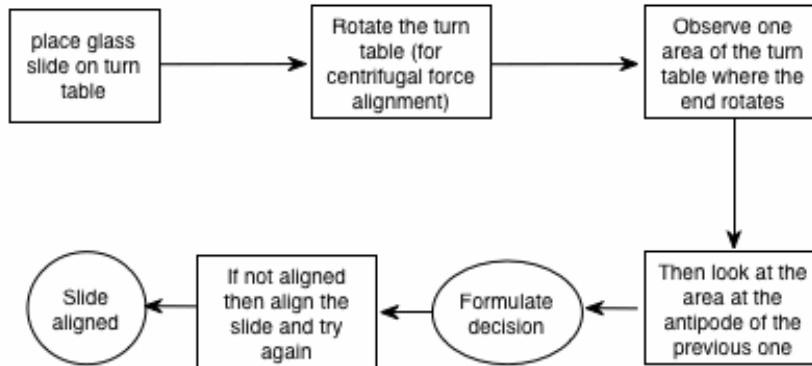 place glass
slide on turn
table
Rotate the turn
table (for
centrifugal force
alignment)
Observe one
area of the turn
table where the
end rotates
Then look at the
area at the
antipode of the
previous one
Formulate
decision
If not aligned
then align the
slide and try
again
Slide
aligned